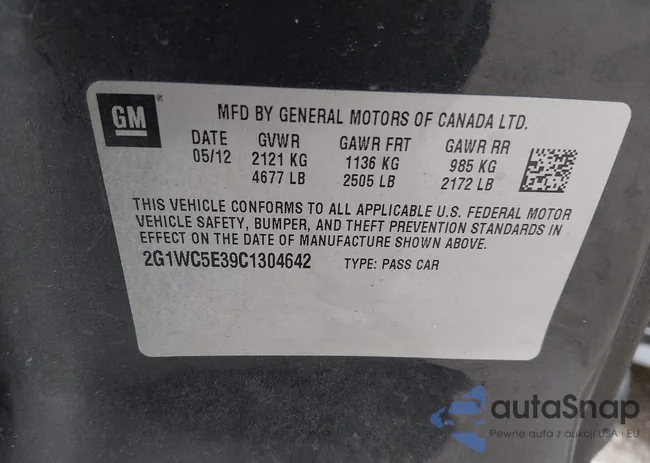 GM
MFD BY GENERAL MOTORS OF CANADA LTD.
DATE GVWR GAWR FRT GAWR RR
05/12 2121 KG 1136 KG 985 KG
4677 LB 2505 LB 2172 LB
THIS VEHICLE CONFORMS TO ALL APPLICABLE U.S. FEDERAL MOTOR
VEHICLE SAFETY, BUMPER, AND THEFT PREVENTION STANDARDS IN
EFFECT ON THE DATE OF MANUFACTURE SHOWN ABOVE.
2G1WC5E39C1304642 TYPE: PASS CAR
autaSnap
Pewne auta z aukcji USA i EU